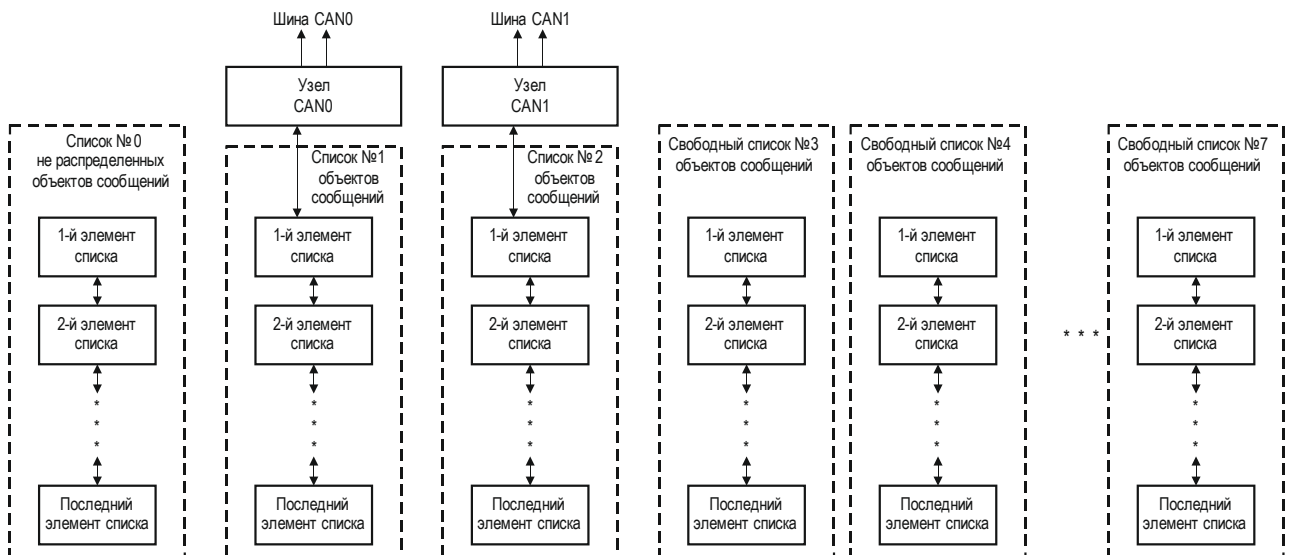 Шина CAN0
Шина CAN1
Узел
CAN0
Узел
CAN1
Список №0
не распределенных
объектов сообщений
1-й элемент
списка
2-й элемент
списка
*
*
*
Последний
элемент списка
Список №1
объектов
сообщений
1-й элемент
списка
2-й элемент
списка
*
*
*
Последний
элемент списка
Список №2
объектов
сообщений
1-й элемент
списка
2-й элемент
списка
*
*
*
Последний
элемент списка
Свободный список №3
объектов сообщений
1-й элемент
списка
2-й элемент
списка
*
*
*
Последний
элемент списка
Свободный список №4
объектов сообщений
1-й элемент
списка
2-й элемент
списка
*
*
*
Последний
элемент списка
* * *
Свободный список №7
объектов сообщений
1-й элемент
списка
2-й элемент
списка
*
*
*
Последний
элемент списка